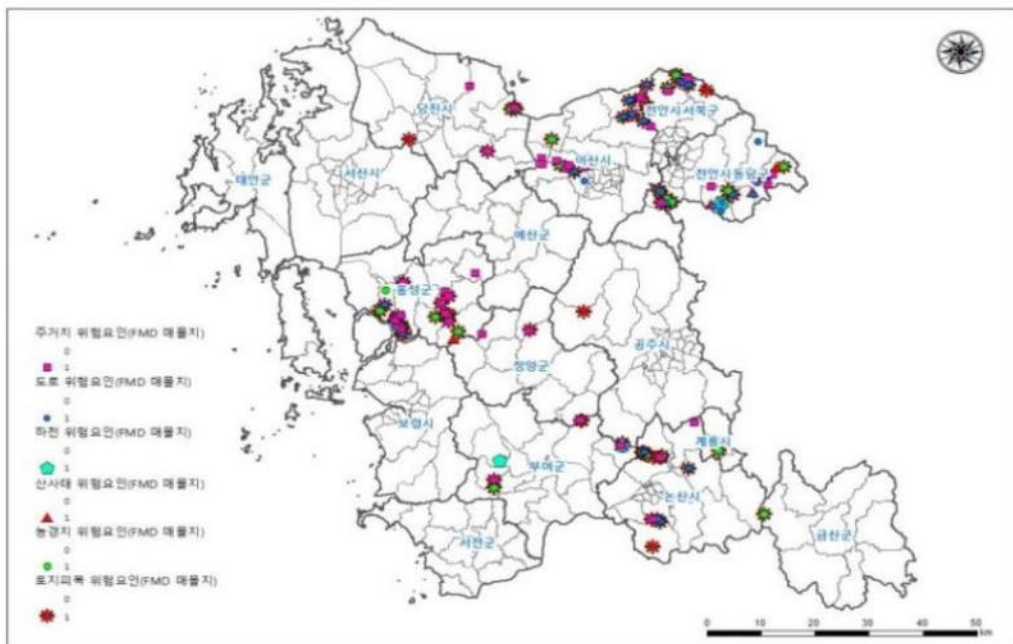 당진시
천안시서북구
아산시
천안시동남구
태안군
서산시
예산군
홍성군
공주시
청양군
보령시
계룡시
부여군
논산시
서천군
금산군
주거지 위험요인(FMD 매몰지)
0
1
도로 위험요인(FMD 매몰지)
0
1
하천 위험요인(FMD 매몰지)
0
1
산사태 위험요인(FMD 매몰지)
0
1
농경지 위험요인(FMD 매몰지)
0
1
토지피복 위험요인(FMD 매몰지)
0
1
0 10 20 30 40 50
km